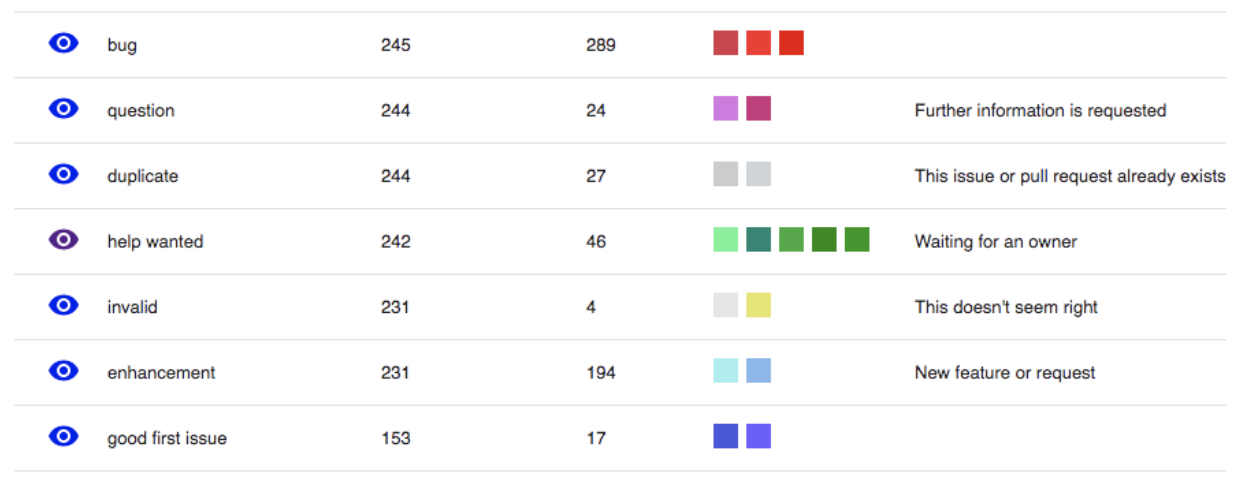 bug 245 289
question 244 24 Further information is requested
duplicate 244 27 This issue or pull request already exists
help wanted 242 46 Waiting for an owner
invalid 231 4 This doesn't seem right
enhancement 231 194 New feature or request
good first issue 153 17